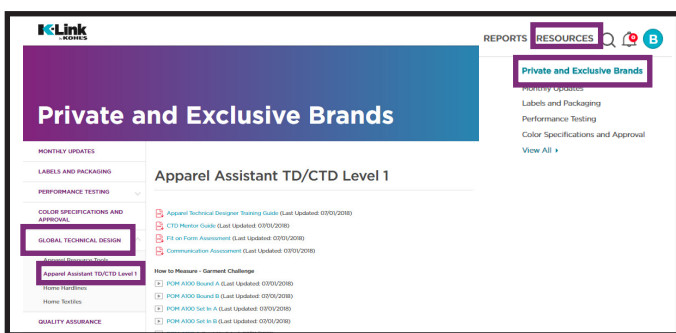 K-Link
by KOHL'S
REPORTS RESOURCES B
Private and Exclusive Brands
Monthly Updates
Labels and Packaging
Performance Testing
Color Specifications and Approval
View All
Private and Exclusive Brands
MONTHLY UPDATES
LABELS AND PACKAGING
PERFORMANCE TESTING
COLOR SPECIFICATIONS AND
APPROVAL
GLOBAL TECHNICAL DESIGN
Apparel Resource Tools
Apparel Assistant TD/CTD Level 1
Home Hardlines
Home Textiles
QUALITY ASSURANCE
Apparel Assistant TD/CTD Level 1
Apparel Technical Designer Training Guide (Last Updated: 07/01/2018)
CTD Mentor Guide (Last Updated: 07/01/2018)
Fit on Form Assessment (Last Updated: 07/01/2018)
Communication Assessment (Last Updated: 07/01/2018)
How to Measure - Garment Challenge
POM A100 Bound A (Last Updated: 07/01/2018)
POM A100 Bound B (Last Updated: 07/01/2018)
POM A100 Set In A (Last Updated: 07/01/2018)
POM A100 Set In B (Last Updated: 07/01/2018)